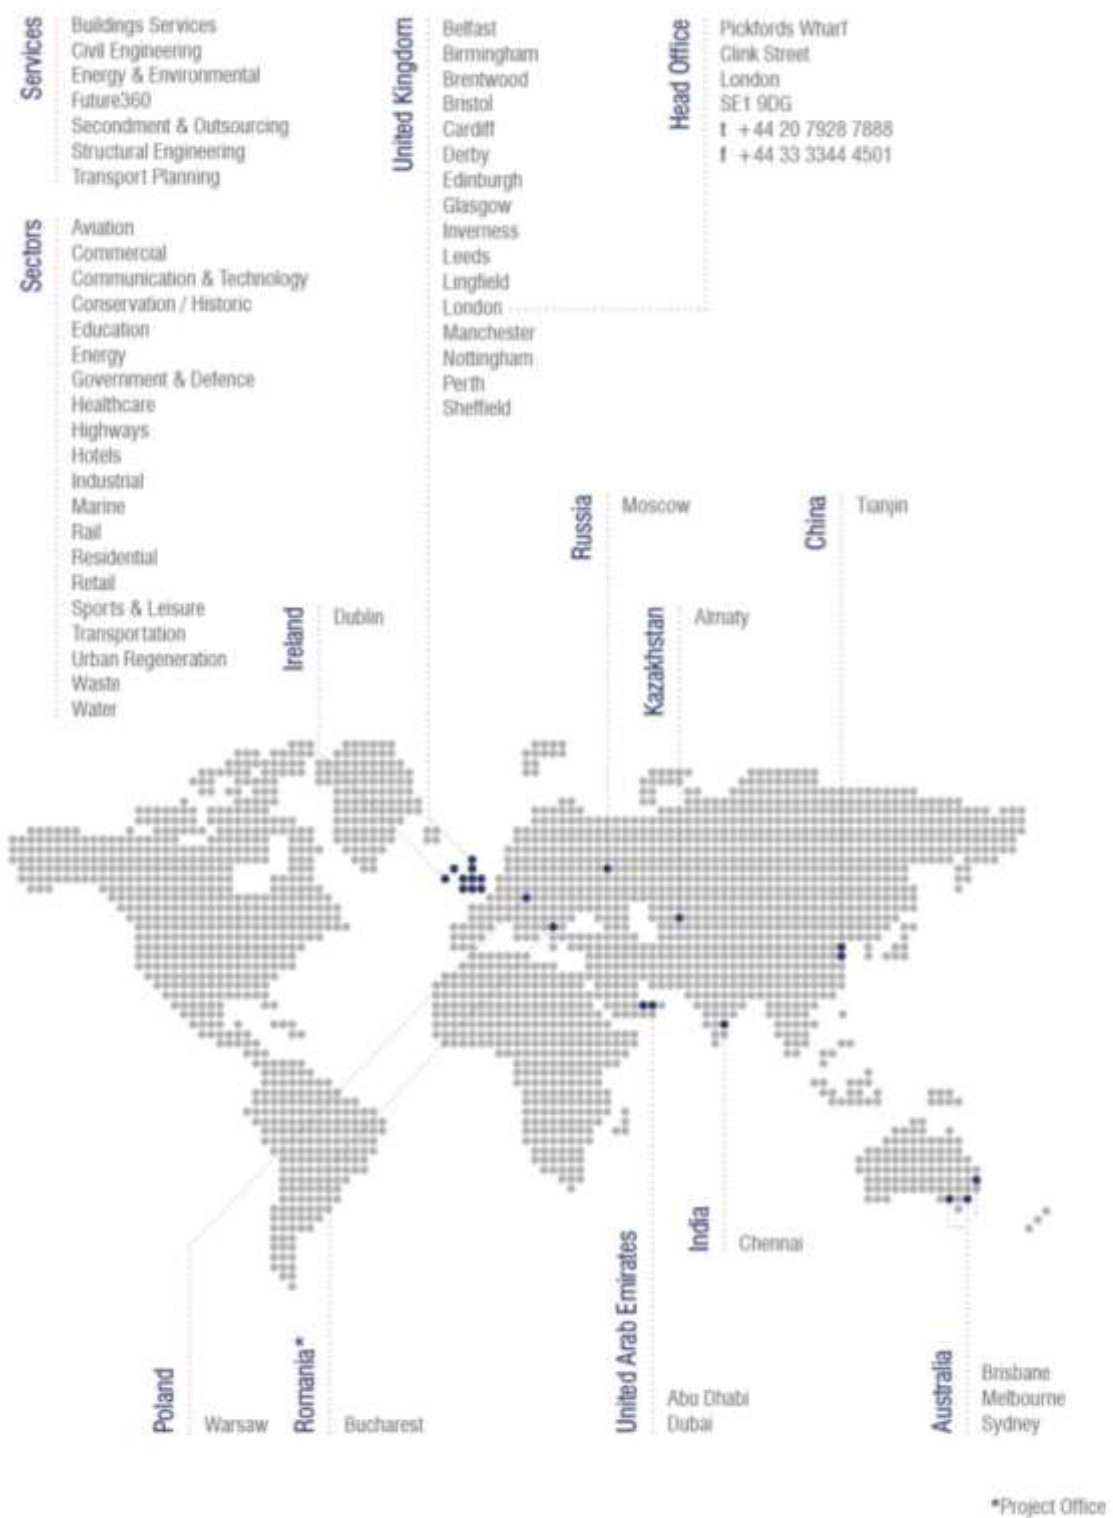 Services
Buildings Services
Civil Engineering
Energy & Environmental
Future360
Secondment & Outsourcing
Structural Engineering
Transport Planning
Sectors
Aviation
Commercial
Communication & Technology
Conservation / Historic
Education
Energy
Government & Defence
Healthcare
Highways
Hotels
Industrial
Marine
Rail
Residential
Retail
Sports & Leisure
Transportation
Urban Regeneration
Waste
Water
United Kingdom
Belfast
Birmingham
Brentwood
Bristol
Cardiff
Derby
Edinburgh
Glasgow
Inverness
Leeds
Lingfield
London
Manchester
Nottingham
Perth
Sheffield
Head Office
Pickfords Wharf
Clink Street
London
SE1 9DG
t +44 20 7928 7888
f +44 33 3344 4501
Russia
Moscow
China
Tianjin
Ireland
Dublin
Kazakhstan
Almaty
Poland
Warsaw
Romania*
Bucharest
United Arab Emirates
Abu Dhabi
Dubai
India
Chennai
Australia
Brisbane
Melbourne
Sydney
*Project Office